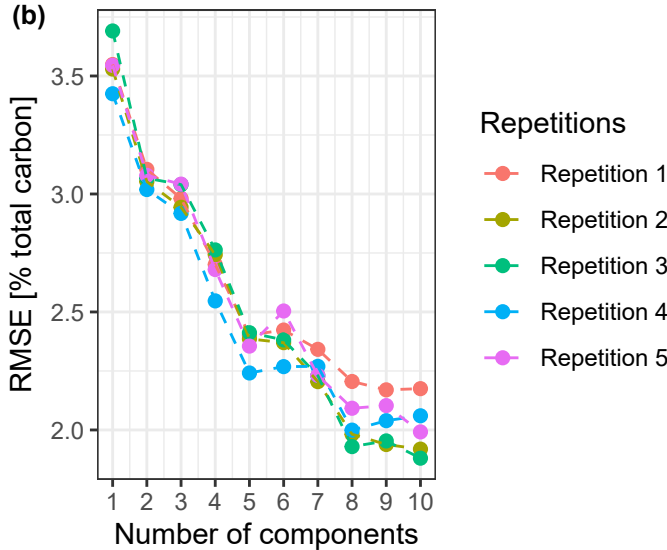 (b)
RMSE [% total carbon]
3.5
3.0
2.5
2.0
1 2 3 4 5 6 7 8 9 10
Number of components
Repetitions
Repetition 1
Repetition 2
Repetition 3
Repetition 4
Repetition 5